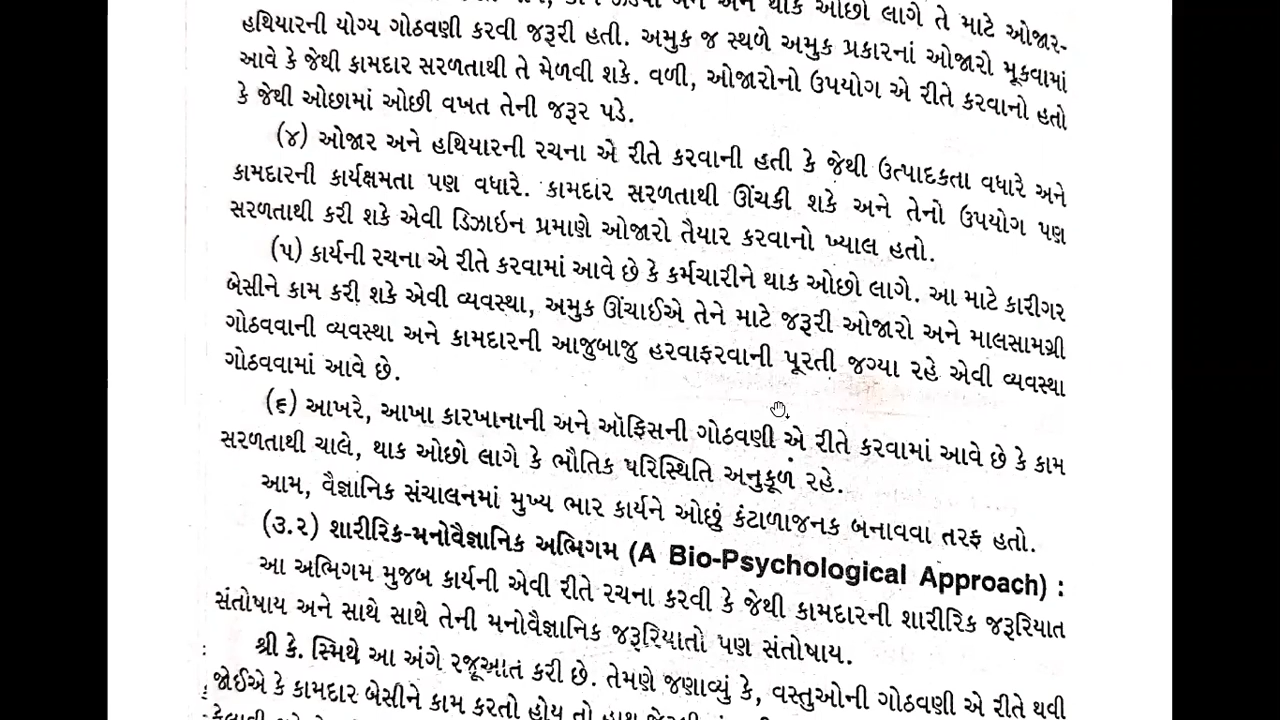 થાક ઓછો લાગે તે માટે ઓજાર-
હથિયારની યોગ્ય ગોઠવણી કરવી જરૂરી હતી. અમુક જ સ્થળે અમુક પ્રકારનાં ઓજારો મૂકવામાં
આવે કે જેથી કામદાર સરળતાથી તે મેળવી શકે. વળી, ઓજારોનો ઉપયોગ એ રીતે કરવાનો હતો
કે જેથી ઓછામાં ઓછી વખત તેની જરૂર પડે.
(૪) ઓજાર અને હથિયારની રચના એ રીતે કરવાની હતી કે જેથી ઉત્પાદકતા વધારે અને
કામદારની કાર્યક્ષમતા પણ વધારે. કામદાર સરળતાથી ઊંચકી શકે અને તેનો ઉપયોગ પણ
સરળતાથી કરી શકે એવી ડિઝાઇન પ્રમાણે ઓજારો તૈયાર કરવાનો ખ્યાલ હતો.
(૫) કાર્યની રચના એ રીતે કરવામાં આવે છે કે કર્મચારીને થાક ઓછો લાગે. આ માટે કારીગર
બેસીને કામ કરી શકે એવી વ્યવસ્થા, અમુક ઊંચાઈએ તેને માટે જરૂરી ઓજારો અને માલસામગ્રી
ગોઠવવાની વ્યવસ્થા અને કામદારની આજુબાજુ હરવાફરવાની પૂરતી જગ્યા રહે એવી વ્યવસ્થા
ગોઠવવામાં આવે છે.
(૬) આખરે, આખા કારખાનાની અને ઑફિસની ગોઠવણી એ રીતે કરવામાં આવે છે કે કામ
સરળતાથી ચાલે, થાક ઓછો લાગે કે ભૌતિક પરિસ્થિતિ અનુકૂળ રહે.
આમ, વૈજ્ઞાનિક સંચાલનમાં મુખ્ય ભાર કાર્યને ઓછું કંટાળાજનક બનાવવા તરફ હતો.
(૩.૨) શારીરિક-મનોવૈજ્ઞાનિક અભિગમ (A Bio-Psychological Approach) :
આ અભિગમ મુજબ કાર્યની એવી રીતે રચના કરવી કે જેથી કામદારની શારીરિક જરૂરિયાત
સંતોષાય અને સાથે સાથે તેની મનોવૈજ્ઞાનિક જરૂરિયાતો પણ સંતોષાય.
શ્રી કે. સ્મિથે આ અંગે રજૂઆત કરી છે. તેમણે જણાવ્યું કે, વસ્તુઓની ગોઠવણી એ રીતે થવી
જોઈએ કે કામદાર બેસીને કામ કરતો હોય તો હાથ